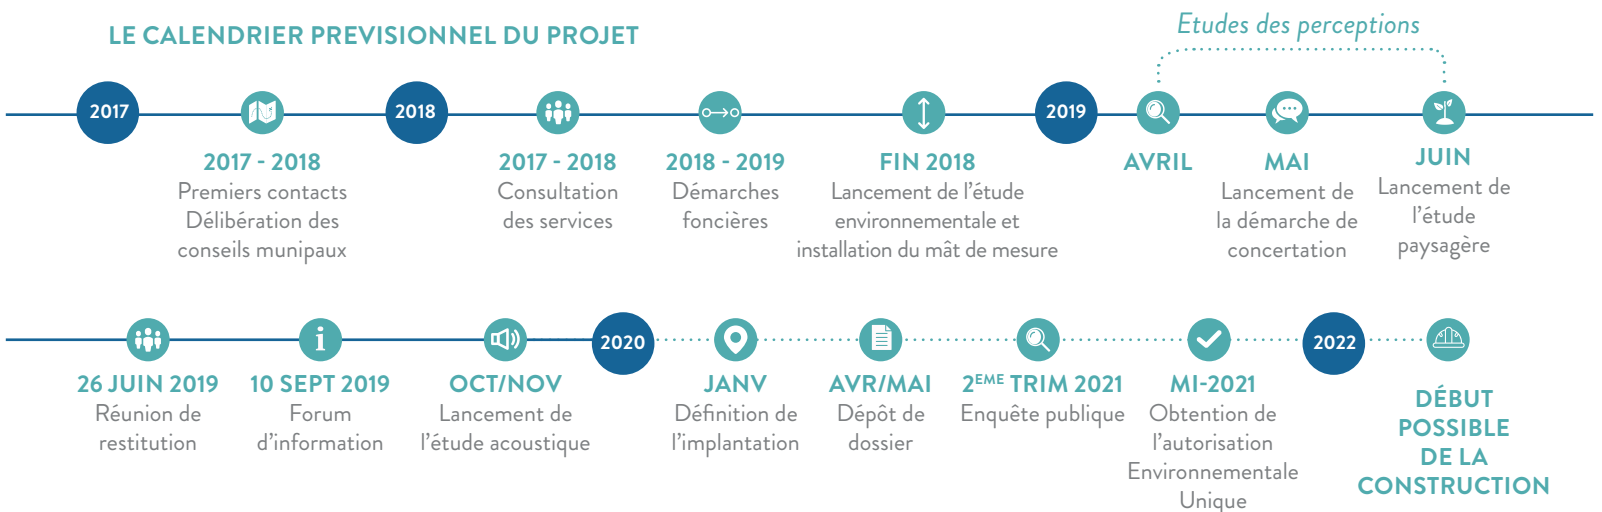 LE CALENDRIER PREVISIONNEL DU PROJET
Etudes des perceptions
2017
2018
2019
2017 - 2018
Premiers contacts
Délibération des
conseils munipaux
2017 - 2018
Consultation
des services
2018 - 2019
Démarches
foncières
FIN 2018
Lancement de l’étude
environnementale et
installation du mât de mesure
AVRIL
MAI
Lancement de
la démarche de
concertation
JUIN
Lancement de
l’étude
paysagère
2020
2022
26 JUIN 2019
Réunion de
restitution
10 SEPT 2019
Forum
d’information
OCT/NOV
Lancement de
l’étude acoustique
JANV
Définition de
l’implantation
AVR/MAI
Dépôt de
dossier
2EME TRIM 2021
Enquête publique
MI-2021
Obtention de
l’autorisation
Environnementale
Unique
DÉBUT
POSSIBLE
DE LA
CONSTRUCTION